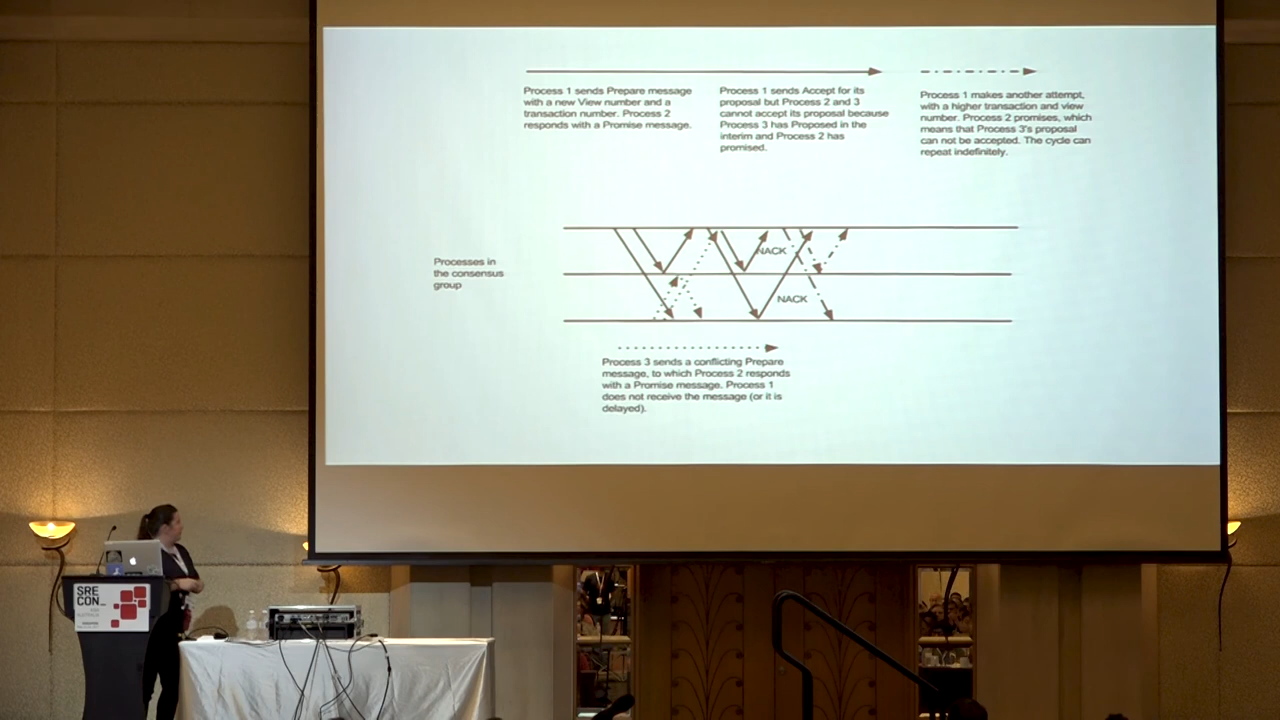 Process 1 sends Prepare message
with a new View number and a
transaction number. Process 2
responds with a Promise message.
Process 1 sends Accept for its
proposal but Process 2 and 3
cannot accept its proposal because
Process 3 has Proposed in the
interim and Process 2 has
promised.
Process 1 makes another attempt,
with a higher transaction and view
number. Process 2 promises, which
means that Process 3's proposal
can not be accepted. The cycle can
repeat indefinitely.
Processes in
the consensus
group
NACK
NACK
Process 3 sends a conflicting Prepare
message, to which Process 2 responds
with a Promise message. Process 1
does not receive the message (or it is
delayed).
SRE
CON